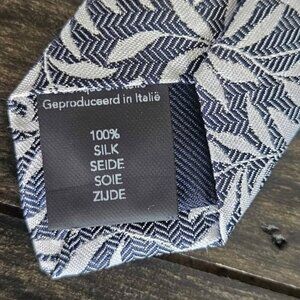 Geproduceerd in Italië
100%
SILK
SEIDE
SOIE
ZIJDE